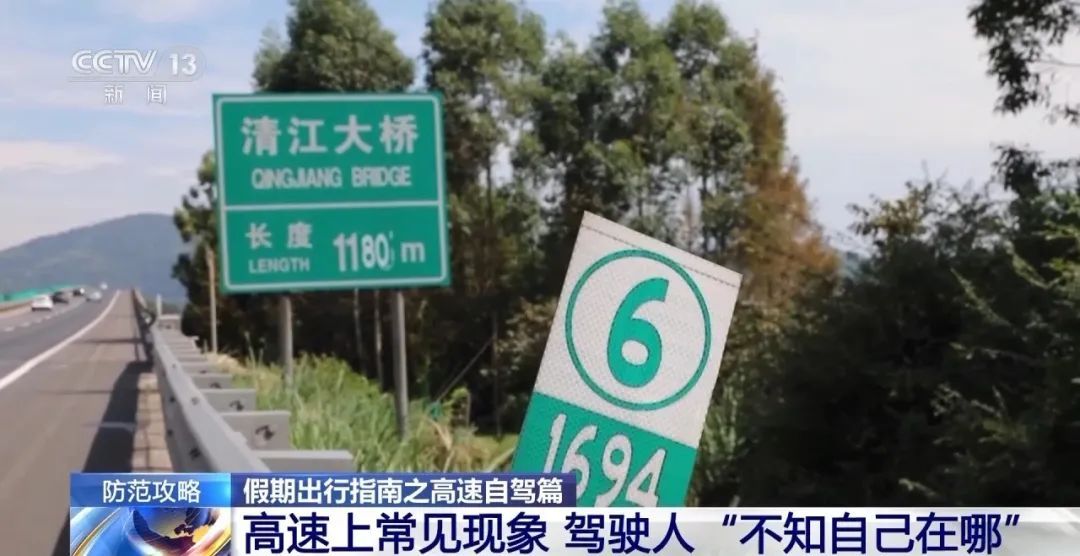 CCTV 13
新闻
清江大桥
QINGJIANG BRIDGE
长度 1180 m
LENGTH
6
1694
防范攻略
假期出行指南之高速自驾篇
高速上常见现象 驾驶人“不知自己在哪”